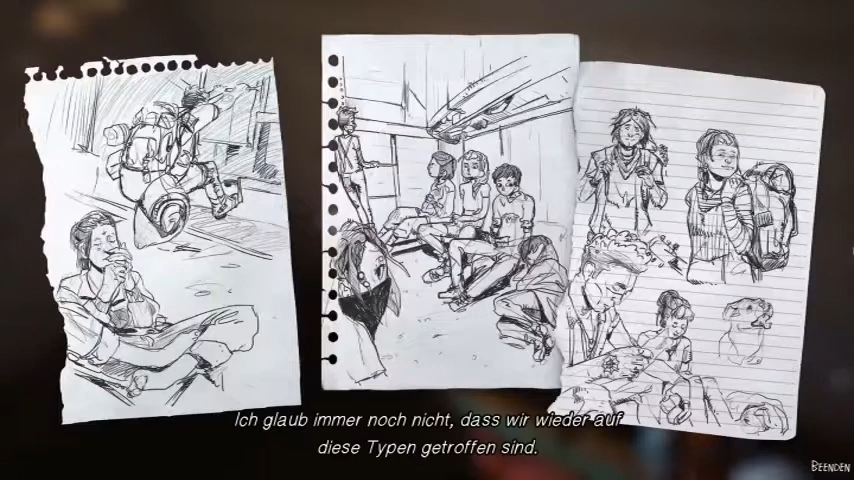 Ich glaub immer noch nicht, dass wir wieder auf
diese Typen getroffen sind.
BEENDEN